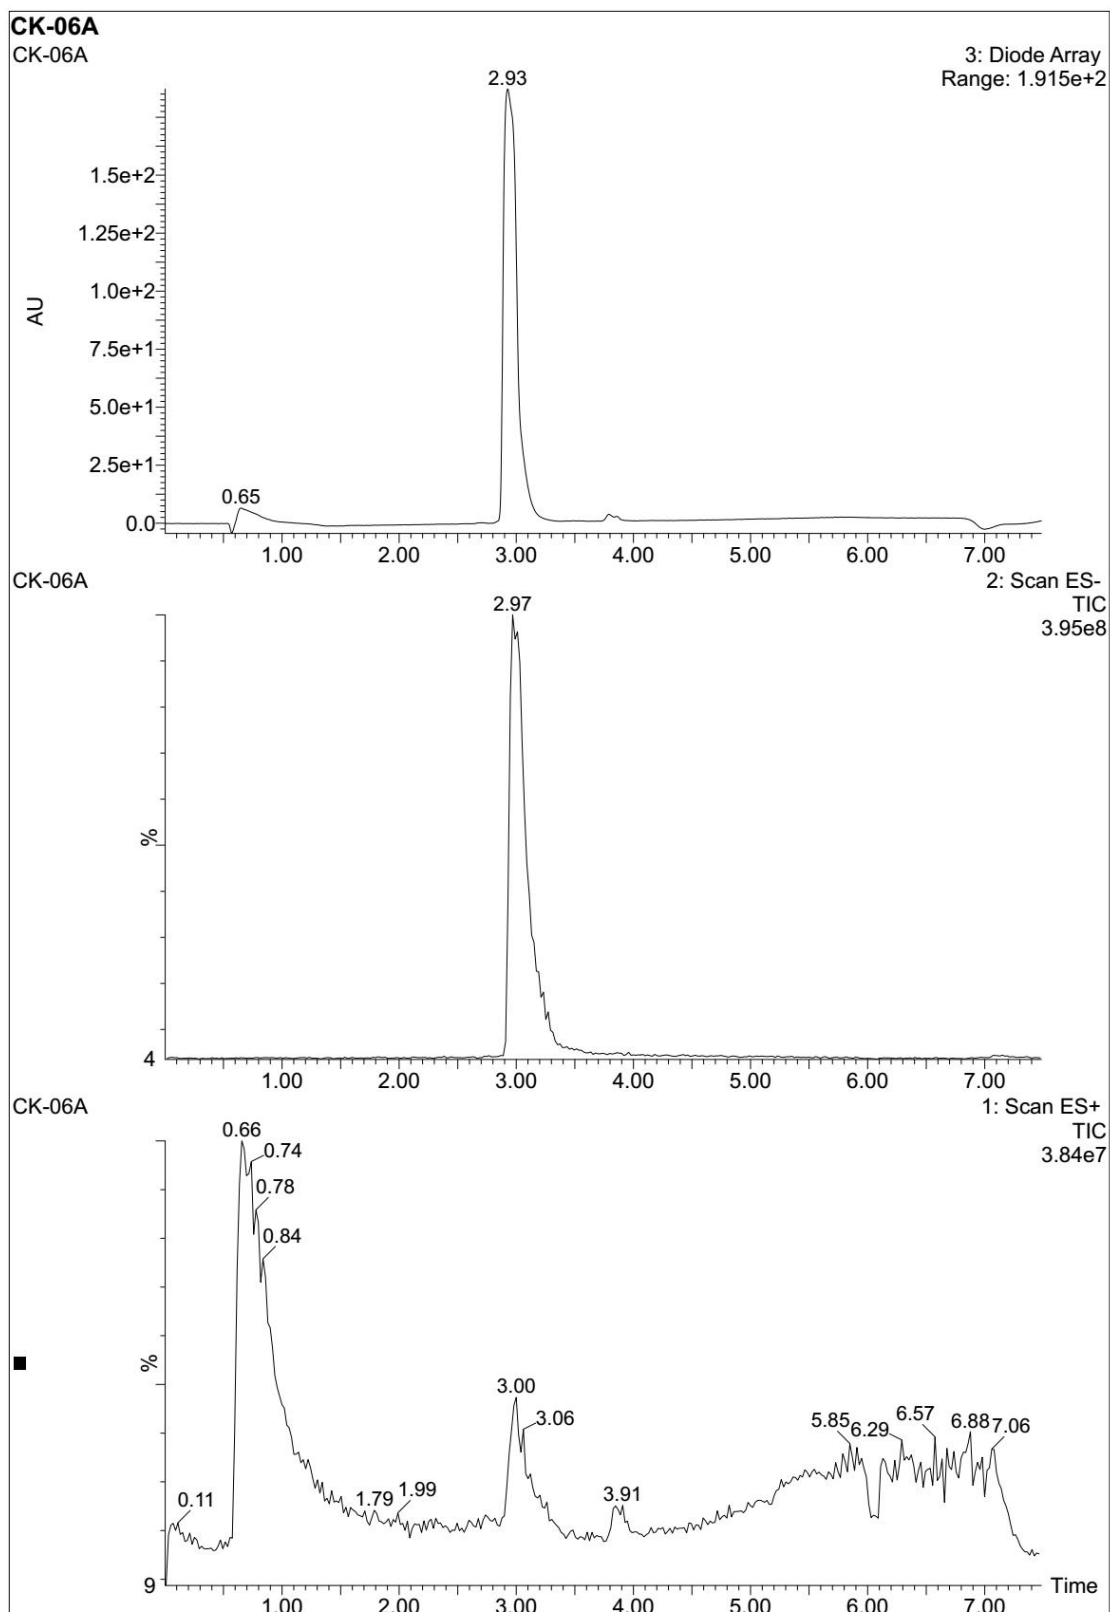 CK-06A
CK-06A
3: Diode Array
Range: 1.915e+2
2.93
1.5e+2
1.25e+2
1.0e+2
7.5e+1
5.0e+1
2.5e+1
0.0
AU
0.65
1.00 2.00 3.00 4.00 5.00 6.00 7.00
CK-06A
2: Scan ES-
TIC
3.95e8
2.97
%
4
1.00 2.00 3.00 4.00 5.00 6.00 7.00
CK-06A
1: Scan ES+
TIC
3.84e7
0.66
0.74
0.78
0.84
%
3.00
3.06
5.85 6.29 6.57 6.88 7.06
0.11
1.79
1.99
3.91
9
Time
1.00 2.00 3.00 4.00 5.00 6.00 7.00